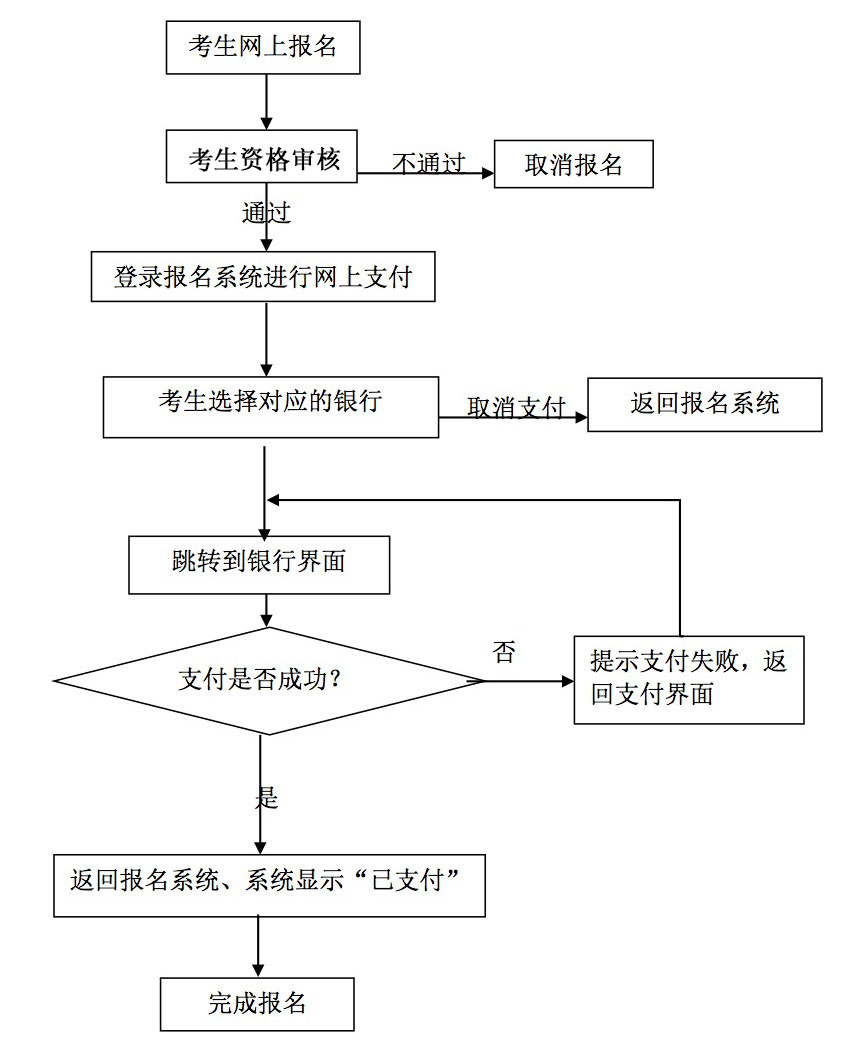 考生网上报名
考生资格审核
不通过
取消报名
通过
登录报名系统进行网上支付
考生选择对应的银行
取消支付
返回报名系统
跳转到银行界面
支付是否成功？
否
提示支付失败，返
回支付界面
是
返回报名系统、系统显示“已支付”
完成报名